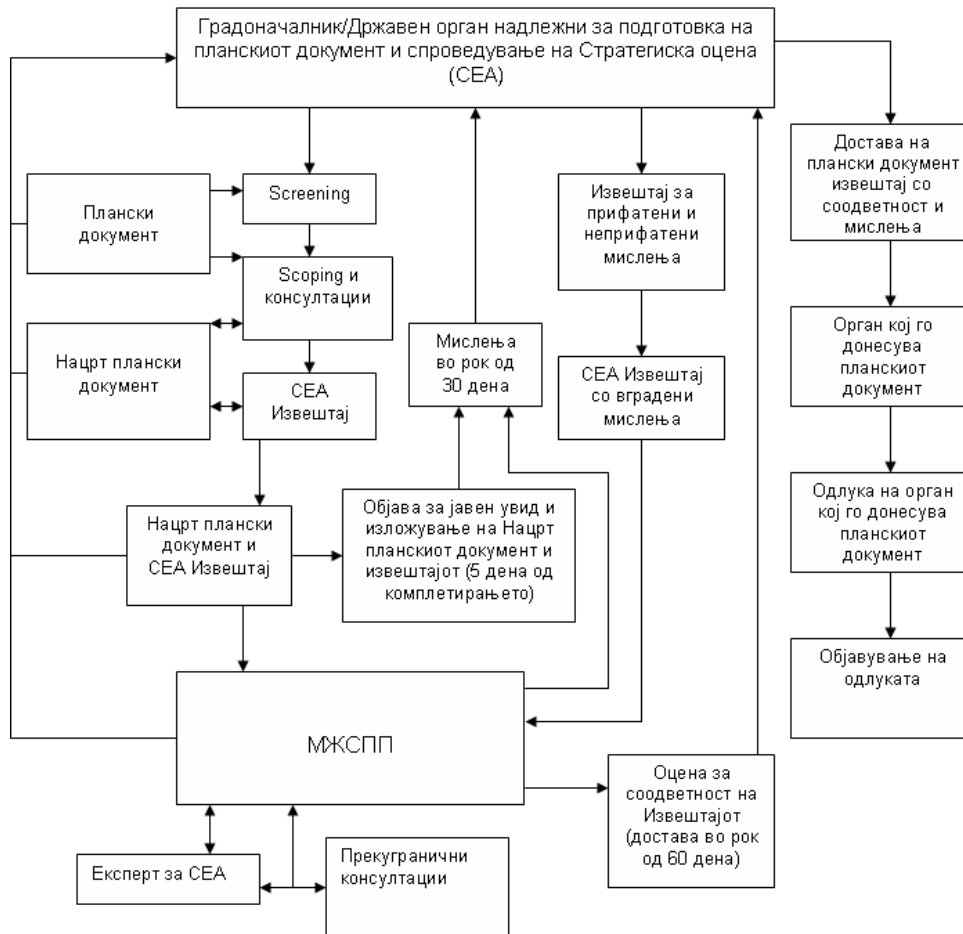 Градоначалник/Државен орган надлежни за подготовка на
планскиот документ и спроведување на Стратегиска оцена
(СЕА)
Screening
Плански
документ
Scoping и
консултации
Нацрт плански
документ
СЕА
Извештај
Нацрт плански
документ и
СЕА Извештај
Објава за јавен увид и
изложување на Нацрт
планскиот документ и
извештајот (5 дена од
комплетирањето)
Мислења
во рок од
30 дена
Извештај за
прифатени и
неприфатени
мислења
СЕА Извештај
со вградени
мислења
Достава на
плански документ
извештај со
соодветност и
мислења
Орган кој го
донесува
планскиот
документ
Одлука на орган
кој го донесува
планскиот
документ
Објавување на
одлуката
МЖСПП
Оцена за
соодветност на
Извештајот
(достава во рок
од 60 дена)
Експерт за СЕА
Прекугранични
консултации